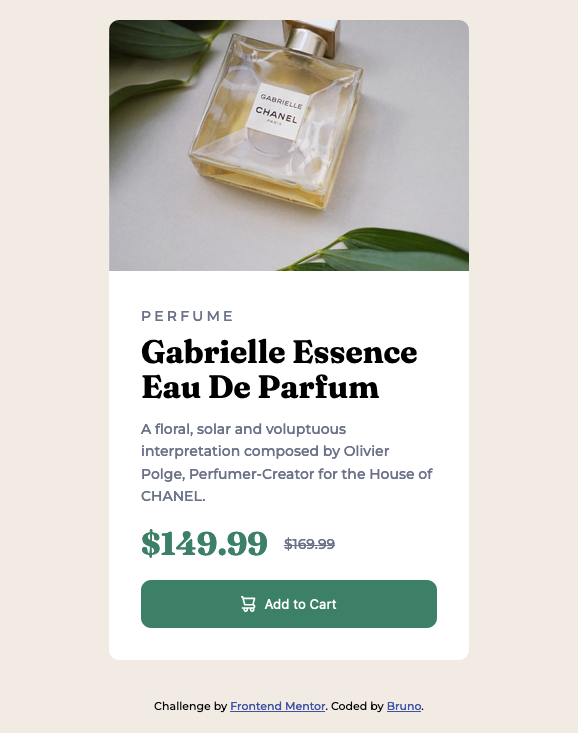 GABRIELLE
CHANEL
PARIS
PERFUME
Gabrielle Essence
Eau De Parfum
A floral, solar and voluptuous
interpretation composed by Olivier
Polge, Perfumer-Creator for the House of
CHANEL.
$149.99 $169.99
Add to Cart
Challenge by Frontend Mentor. Coded by Bruno.